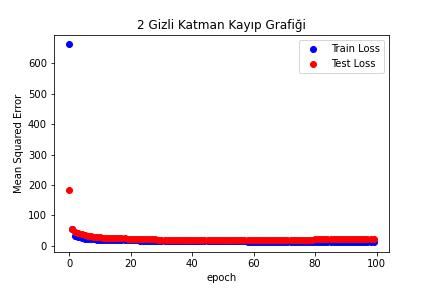 2 Gizli Katman Kayıp Grafiği
Train Loss
Test Loss
Mean Squared Error
600
500
400
300
200
100
0
0 20 40 60 80 100
epoch